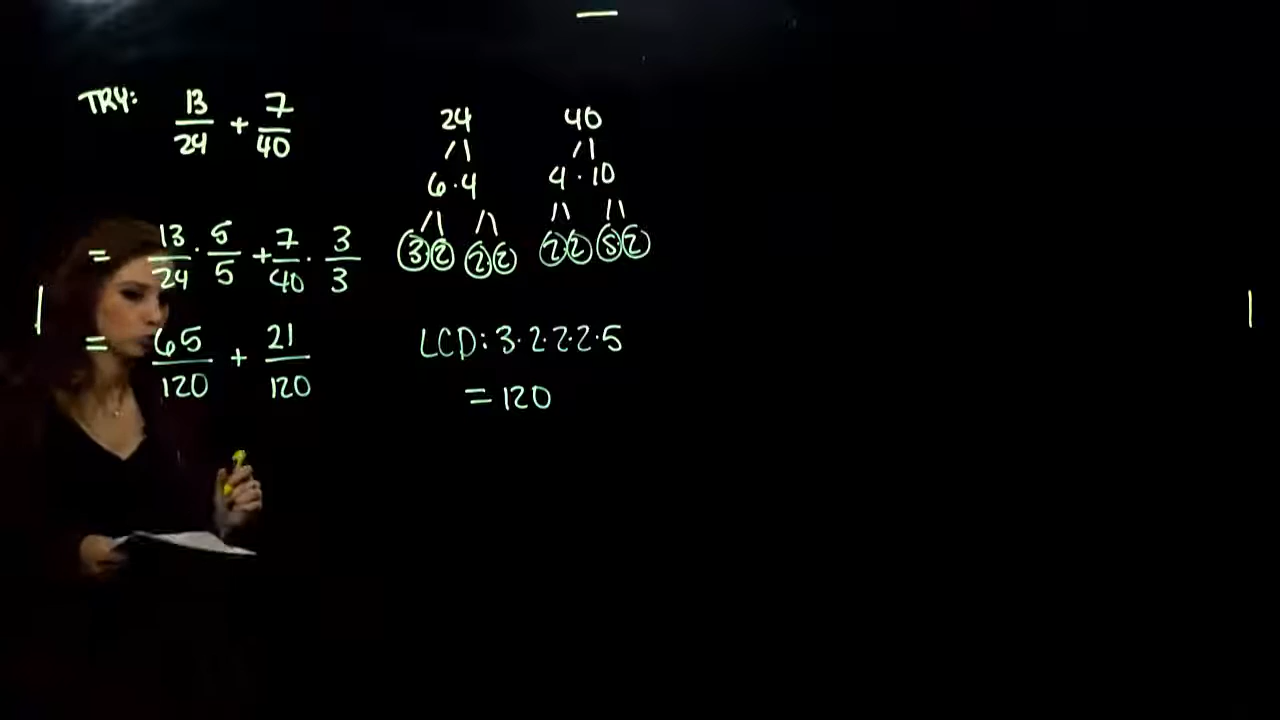 TRY: 13/24 + 7/40
= 13/24 · 5/5 + 7/40 · 3/3
= 65/120 + 21/120
24
6 · 4
3 2 2 2
40
4 · 10
2 2 5 2
LCD: 3·2·2·2·5
= 120